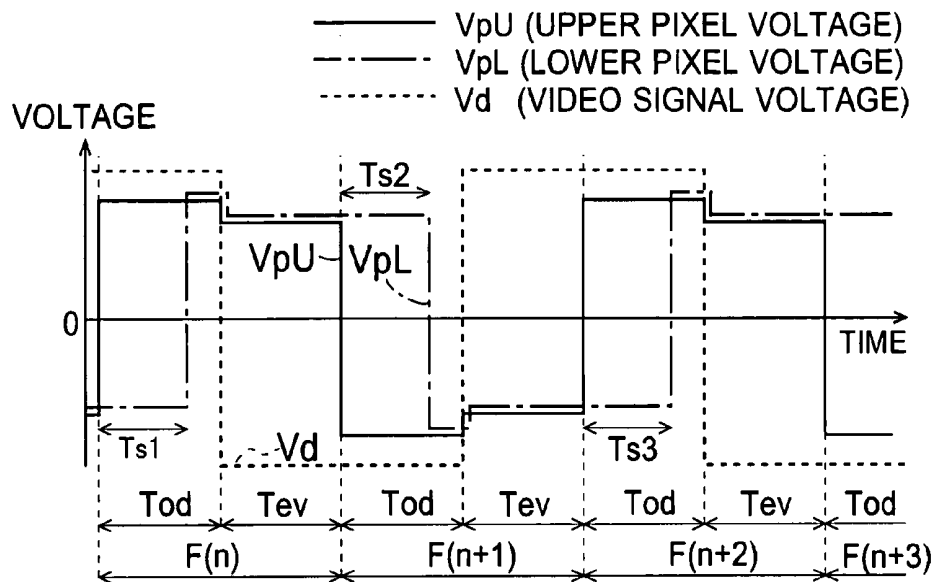 VpU (UPPER PIXEL VOLTAGE)
VpL (LOWER PIXEL VOLTAGE)
Vd (VIDEO SIGNAL VOLTAGE)
VOLTAGE
Ts2
VpU
VpL
0
TIME
Ts1
Vd
Ts3
Tod Tev Tod Tev Tod Tev Tod
F(n) F(n+1) F(n+2) F(n+3)